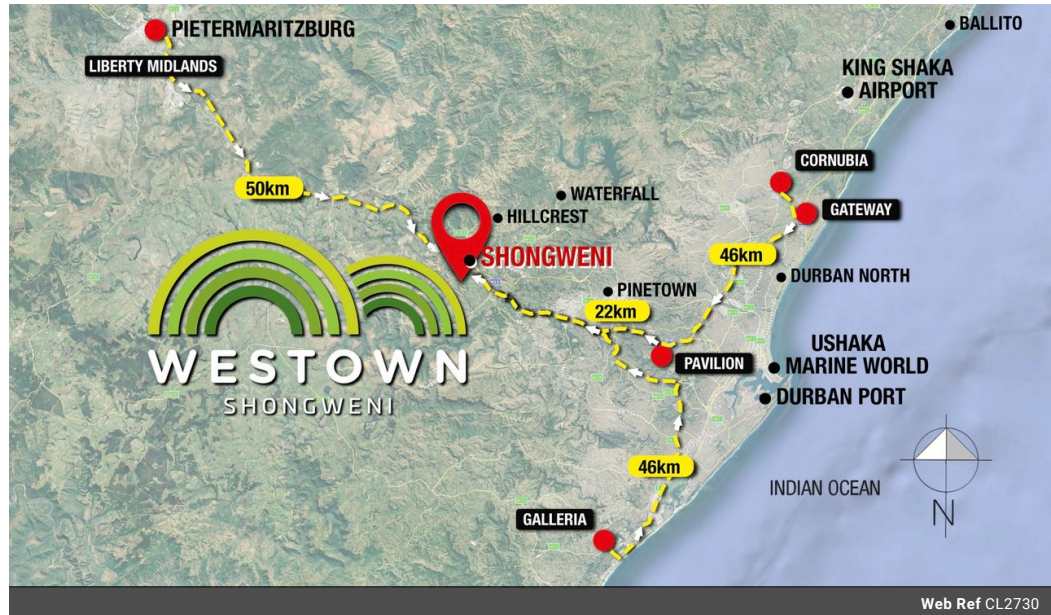 PIETERMARITZBURG
LIBERTY MIDLANDS
BALLITO
KING SHAKA
AIRPORT
CORNUBIA
GATEWAY
50km
WATERFALL
HILLCREST
SHONGWENI
46km
DURBAN NORTH
PINETOWN
22km
PAVILION
USHAKA
MARINE WORLD
DURBAN PORT
WESTOWN
SHONGWENI
46km
GALLERIA
INDIAN OCEAN
N
Web Ref CL2730